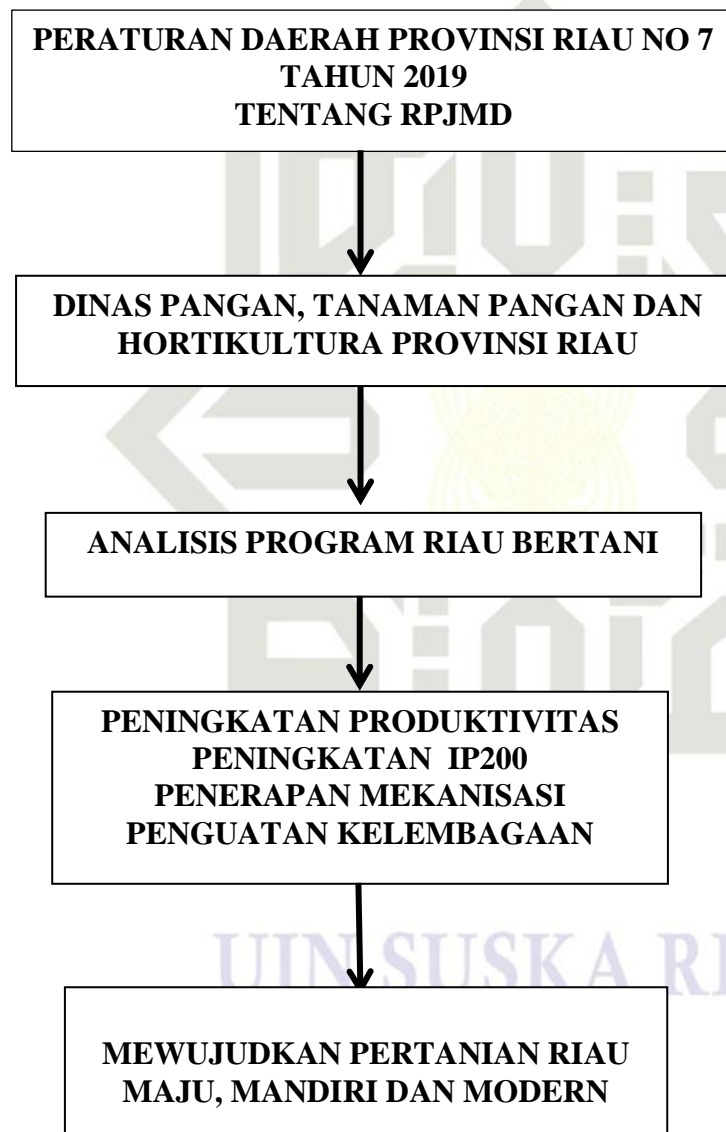 PERATURAN DAERAH PROVINSI RIAU NO 7
TAHUN 2019
TENTANG RPJMD
DINAS PANGAN, TANAMAN PANGAN DAN
HORTIKULTURA PROVINSI RIAU
ANALISIS PROGRAM RIAU BERTANI
PENINGKATAN PRODUKTIVITAS
PENINGKATAN IP200
PENERAPAN MEKANISASI
PENGUATAN KELEMBAGAAN
UIN SUSKA RI
MEWUJUDKAN PERTANIAN RIAU
MAJU, MANDIRI DAN MODERN